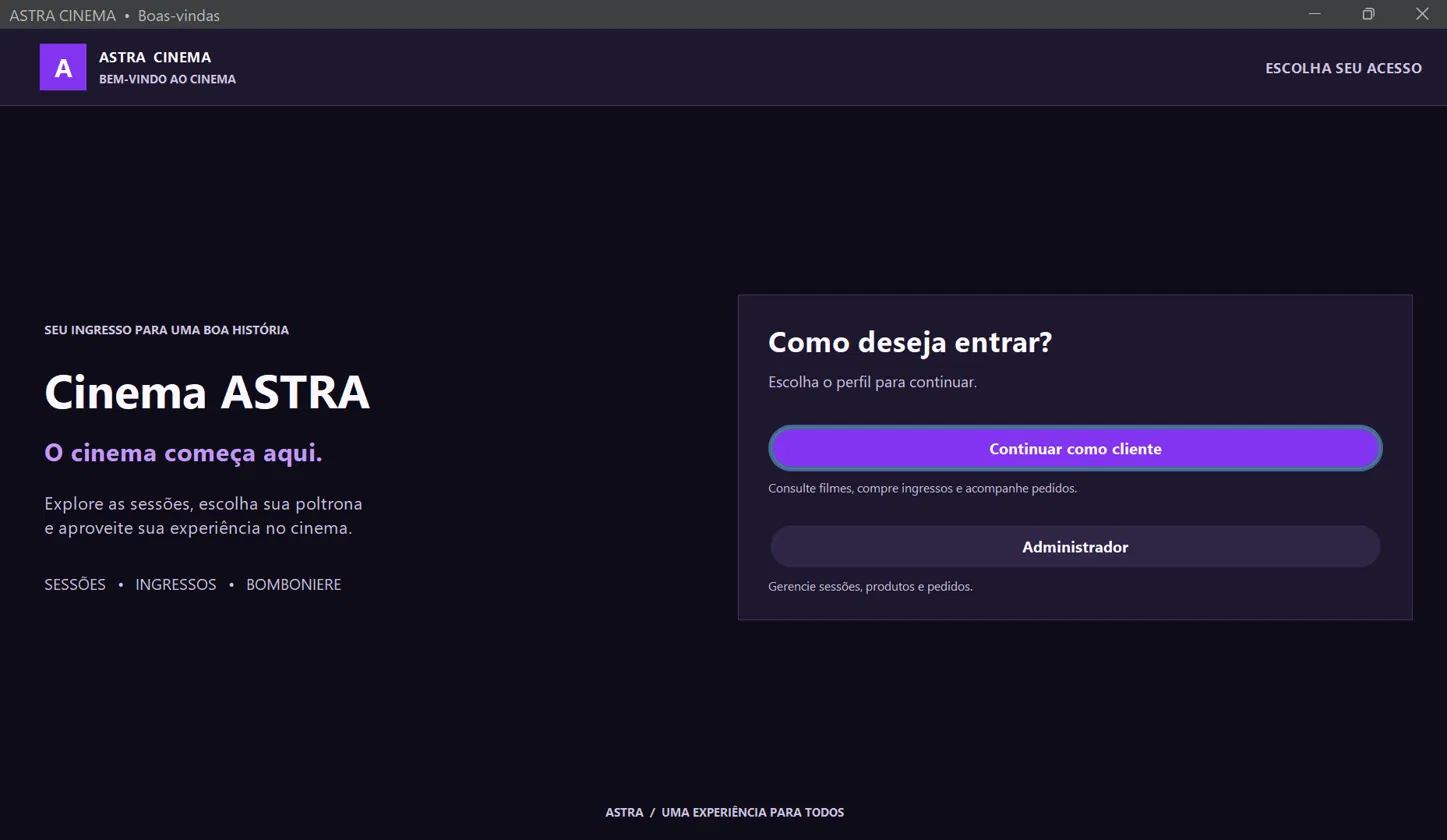 ASTRA CINEMA • Boas-vindas
A
ASTRA CINEMA
BEM-VINDO AO CINEMA
ESCOLHA SEU ACESSO
SEU INGRESSO PARA UMA BOA HISTÓRIA
Cinema ASTRA
O cinema começa aqui.
Explore as sessões, escolha sua poltrona
e aproveite sua experiência no cinema.
SESSÕES • INGRESSOS • BOMBONIERE
Como deseja entrar?
Escolha o perfil para continuar.
Continuar como cliente
Consulte filmes, compre ingressos e acompanhe pedidos.
Administrador
Gerencie sessões, produtos e pedidos.
ASTRA / UMA EXPERIÊNCIA PARA TODOS